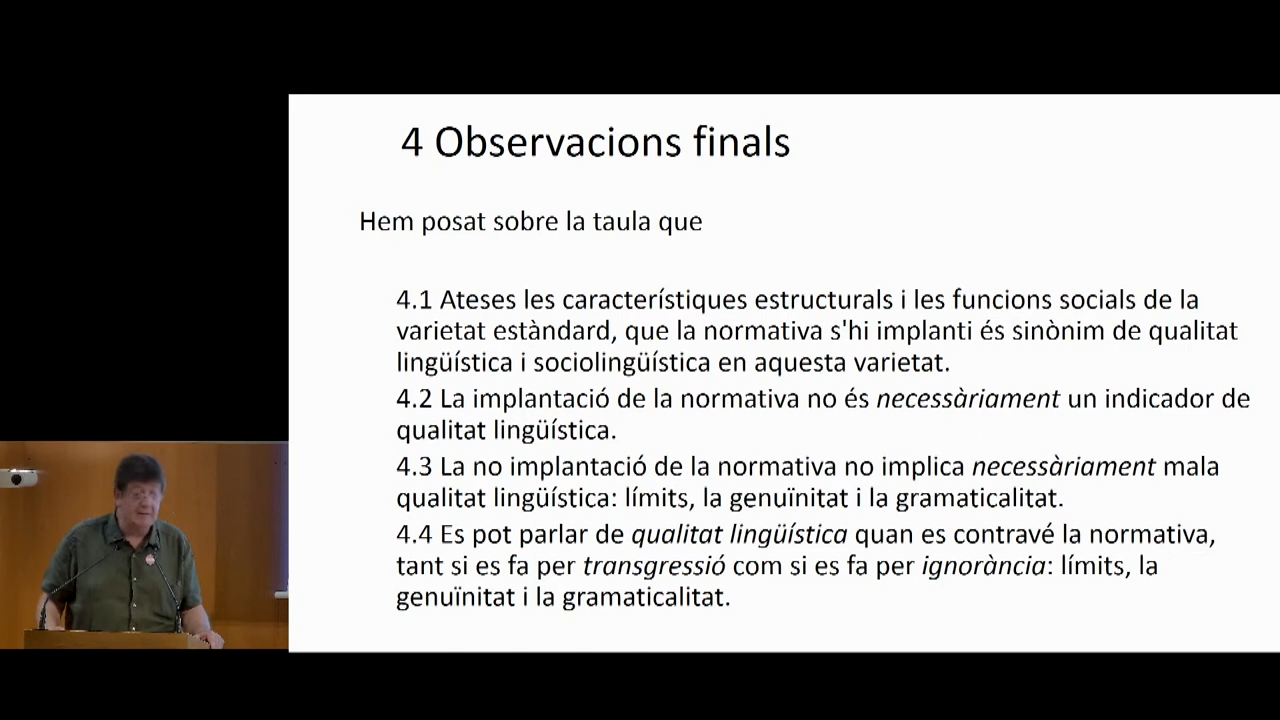 4 Observacions finals
Hem posat sobre la taula que
4.1 Ateses les característiques estructurals i les funcions socials de la
varietat estàndard, que la normativa s'hi implanti és sinònim de qualitat
lingüística i sociolingüística en aquesta varietat.
4.2 La implantació de la normativa no és necessàriament un indicador de
qualitat lingüística.
4.3 La no implantació de la normativa no implica necessàriament mala
qualitat lingüística: límits, la genuïnitat i la gramaticalitat.
4.4 Es pot parlar de qualitat lingüística quan es contravé la normativa,
tant si es fa per transgressió com si es fa per ignorància: límits, la
genuïnitat i la gramaticalitat.